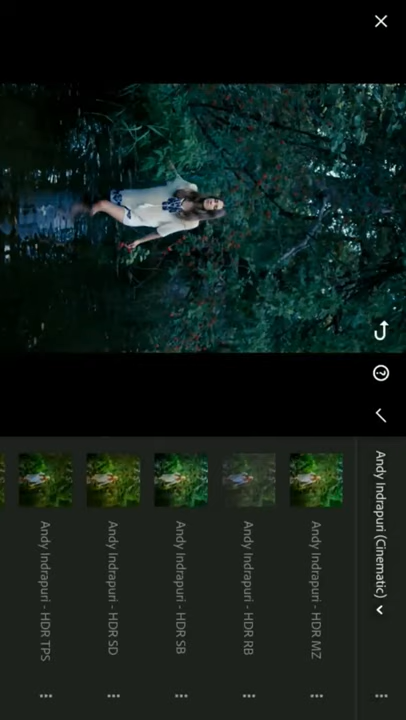 Andy Indrapuri (Cinematic)
Andy Indrapuri - HDR MZ
Andy Indrapuri - HDR RB
Andy Indrapuri - HDR SB
Andy Indrapuri - HDR SD
Andy Indrapuri - HDR TPS